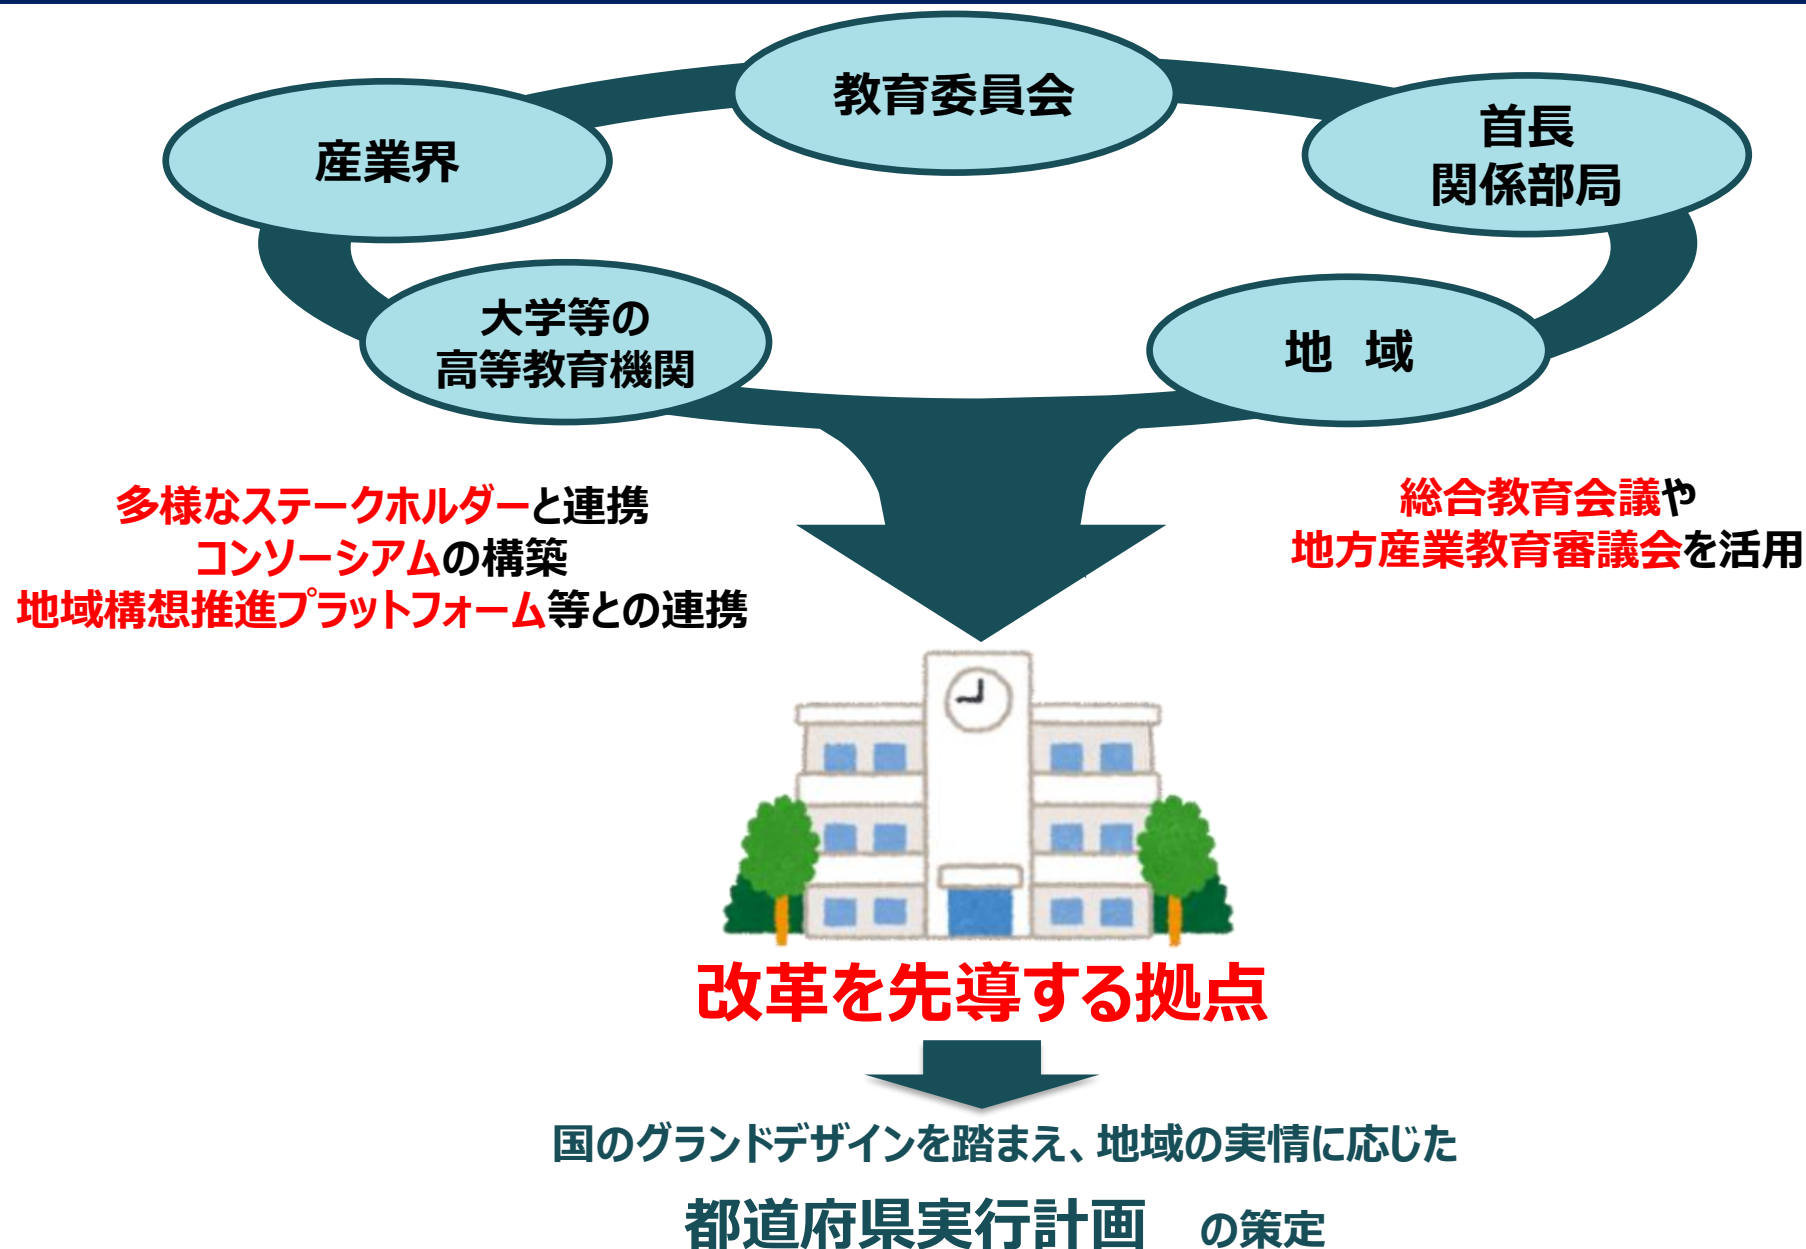 教育委員会
産業界
首長
関係部局
大学等の
高等教育機関
地　域
多様なステークホルダーと連携
コンソーシアムの構築
地域構想推進プラットフォーム等との連携
総合教育会議や
地方産業教育審議会を活用
改革を先導する拠点
国のグランドデザインを踏まえ、地域の実情に応じた
都道府県実行計画　の策定